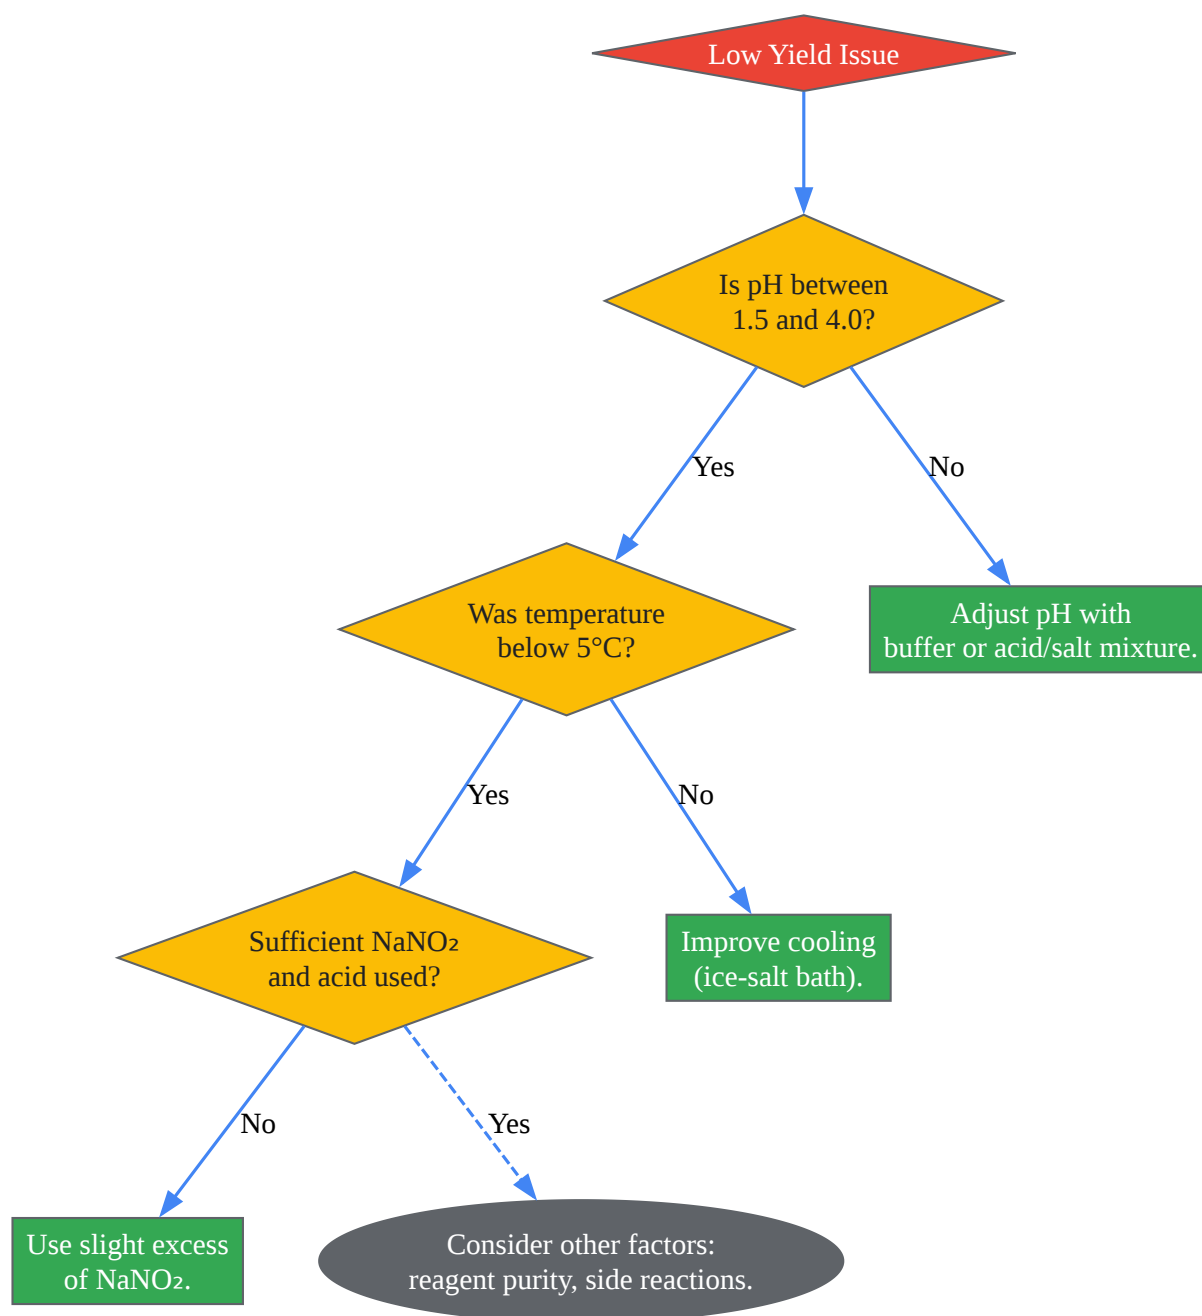 Low Yield Issue
Is pH between
1.5 and 4.0?
Yes
No
Was temperature
below 5°C?
Adjust pH with
buffer or acid/salt mixture.
Yes
No
Sufficient NaNO₂
and acid used?
Improve cooling
(ice-salt bath).
No
Yes
Use slight excess
of NaNO₂.
Consider other factors:
reagent purity, side reactions.